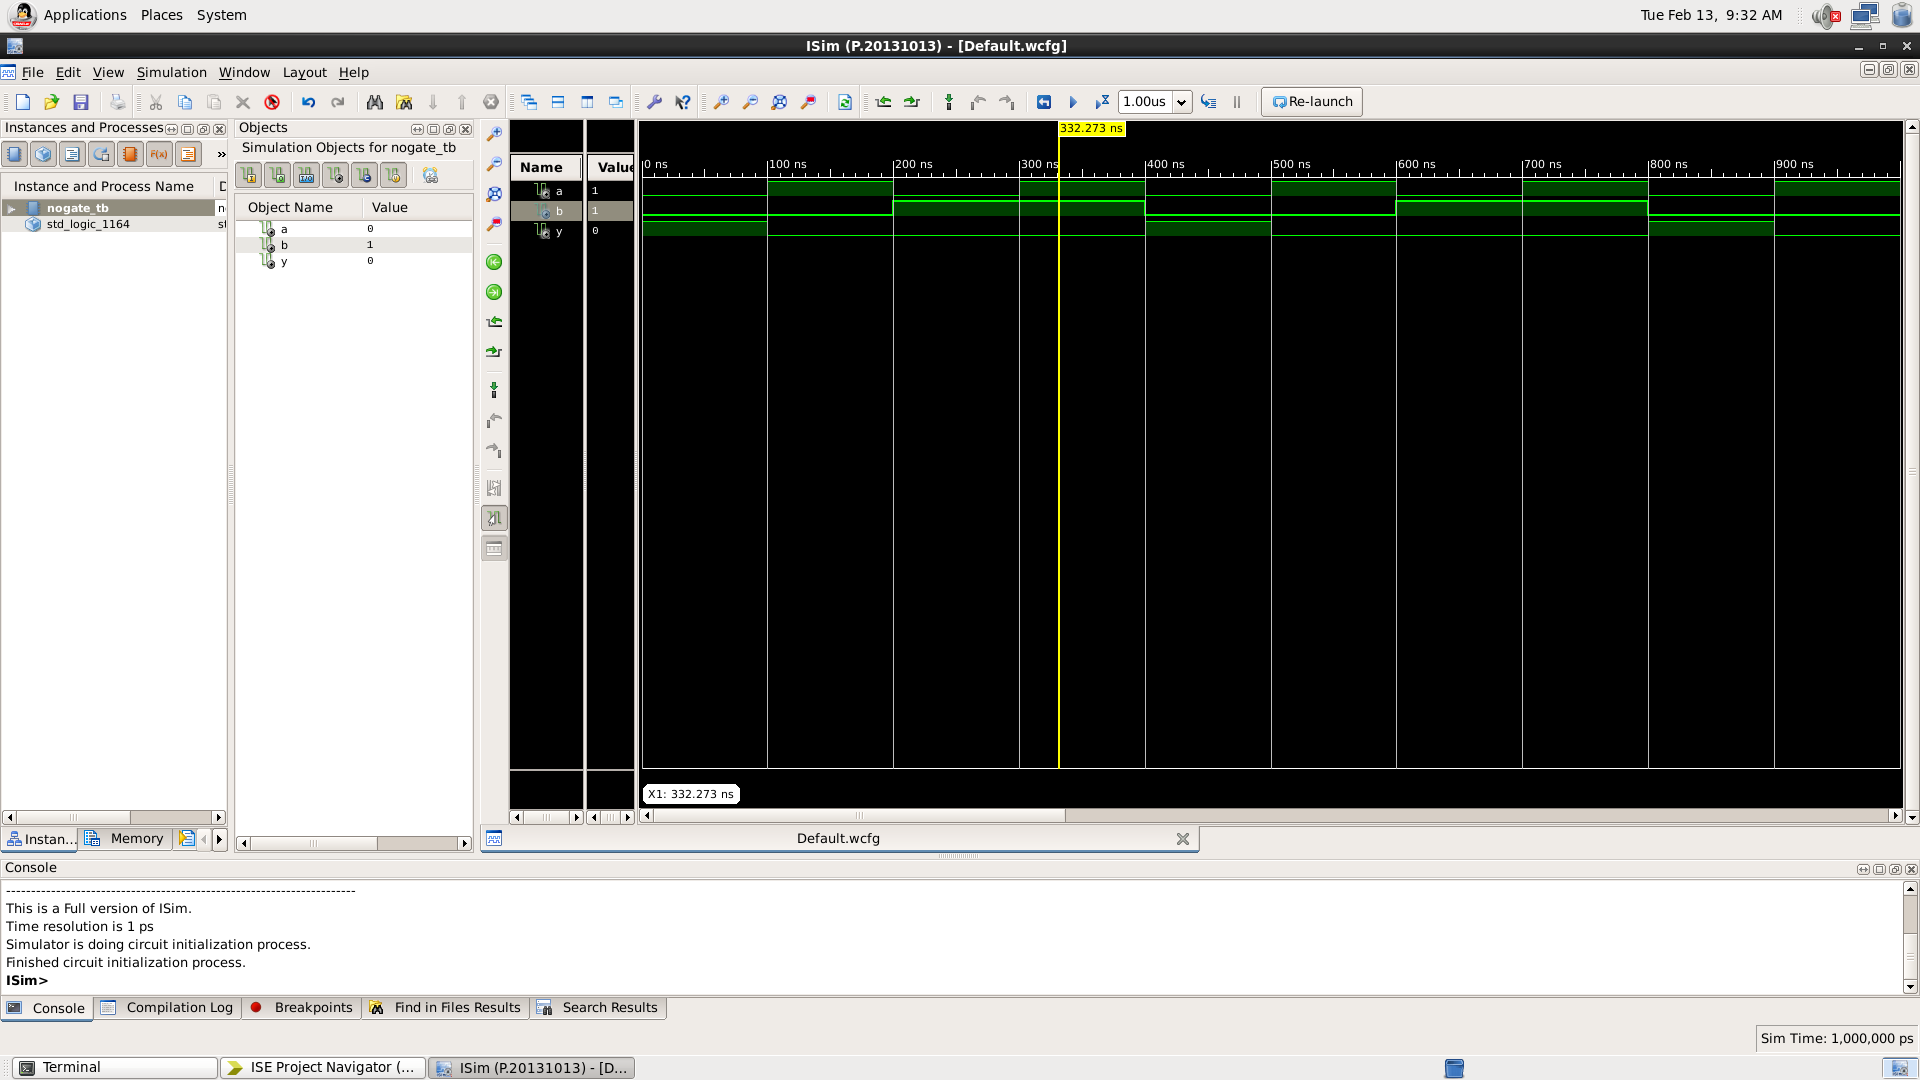 Applications Places System
Tue Feb 13, 9:32 AM
ISim (P.20131013) - [Default.wcfg]
File Edit View Simulation Window Layout Help
1.00us
Re-launch
Instances and Processes
Instance and Process Name
nogate_tb
std_logic_1164
Instan...
Memory
Objects
Simulation Objects for nogate_tb
Object Name Value
a 0
b 1
y 0
Name Value
a 1
b 1
y 0
332.273 ns
0 ns 100 ns 200 ns 300 ns 400 ns 500 ns 600 ns 700 ns 800 ns 900 ns
X1: 332.273 ns
Default.wcfg
Console
-----------------------------------------------------------------------
This is a Full version of ISim.
Time resolution is 1 ps
Simulator is doing circuit initialization process.
Finished circuit initialization process.
ISim>
Console
Compilation Log
Breakpoints
Find in Files Results
Search Results
Sim Time: 1,000,000 ps
Terminal
ISE Project Navigator (...
ISim (P.20131013) - [D...